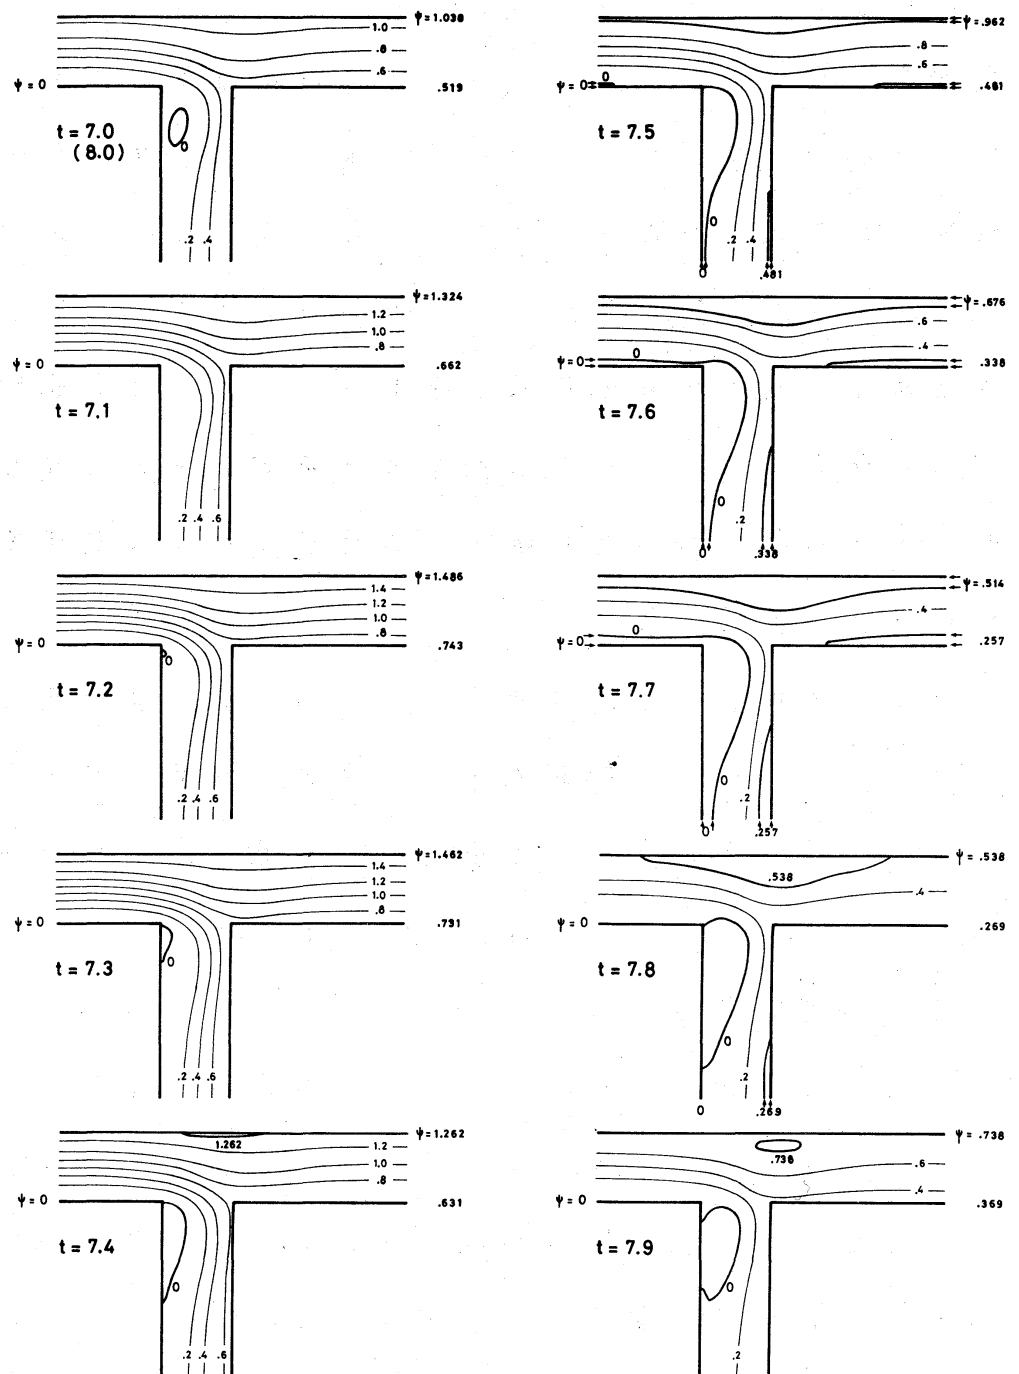 1.0
ψ=1.038
.8
.6
ψ = 0
.519
t = 7.0
(8.0)
0
.2 .4
ψ=.962
.8
.6
0
ψ=0
.481
t = 7.5
0
.2 .4
0
.481
ψ=1.324
1.2
1.0
.8
ψ = 0
.662
t = 7.1
.2 .4 .6
ψ=.676
.6
.4
0
ψ=0
.338
t = 7.6
0
.2
0
.338
ψ=1.486
1.4
1.2
1.0
.8
ψ = 0
.743
0
t = 7.2
.2 .4 .6
ψ=.514
.4
0
ψ=0
.257
t = 7.7
0
.2
0
.257
ψ=1.462
1.4
1.2
1.0
.8
ψ = 0
.731
0
t = 7.3
.2 .4 .6
ψ = .538
.538
.4
ψ = 0
.269
t = 7.8
0
.2
0
.269
ψ=1.262
1.262
1.2
1.0
.8
ψ = 0
.631
t = 7.4
0
.2 .4 .6
ψ = .738
.738
.6
.4
ψ = 0
.369
t = 7.9
0
.2